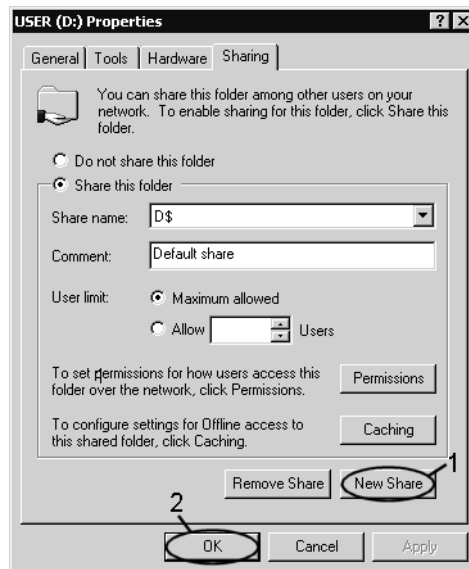 USER (D:) Properties
General Tools Hardware Sharing
You can share this folder among other users on your
network. To enable sharing for this folder, click Share this
folder.
Do not share this folder
Share this folder
Share name: D$
Comment: Default share
User limit: Maximum allowed
Allow Users
To set permissions for how users access this
folder over the network, click Permissions.
Permissions
To configure settings for Offline access to
this shared folder, click Caching.
Caching
1
Remove Share New Share
2
OK Cancel Apply